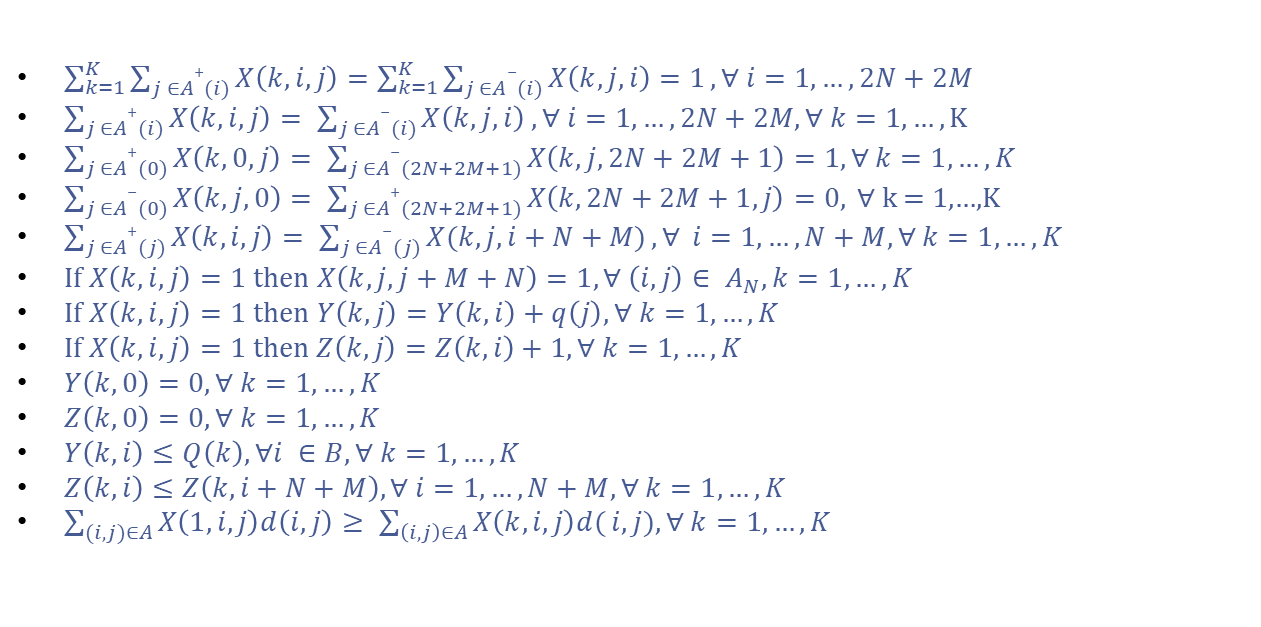 • ∑_{k=1}^{K} ∑_{j ∈A^+(i)} X(k,i,j) = ∑_{k=1}^{K} ∑_{j ∈A^−(i)} X(k,j,i) = 1 ,∀ i = 1,…,2N + 2M
• ∑_{j ∈A^+(i)} X(k,i,j) = ∑_{j ∈A^−(i)} X(k,j,i) ,∀ i = 1,…,2N + 2M,∀ k = 1,…,K
• ∑_{j ∈A^+(0)} X(k,0,j) = ∑_{j ∈A^−(2N+2M+1)} X(k,j,2N + 2M + 1) = 1,∀ k = 1,…,K
• ∑_{j ∈A^−(0)} X(k,j,0) = ∑_{j ∈A^+(2N+2M+1)} X(k,2N + 2M + 1,j) = 0, ∀ k = 1,…,K
• ∑_{j ∈A^+(j)} X(k,i,j) = ∑_{j ∈A^−(j)} X(k,j,i + N + M) ,∀ i = 1,…,N + M,∀ k = 1,…,K
• If X(k,i,j) = 1 then X(k,j,j + M + N) = 1,∀ (i,j) ∈ A_N,k = 1,…,K
• If X(k,i,j) = 1 then Y(k,j) = Y(k,i) + q(j),∀ k = 1,…,K
• If X(k,i,j) = 1 then Z(k,j) = Z(k,i) + 1,∀ k = 1,…,K
• Y(k,0) = 0,∀ k = 1,…,K
• Z(k,0) = 0,∀ k = 1,…,K
• Y(k,i) ≤ Q(k),∀i ∈ B,∀ k = 1,…,K
• Z(k,i) ≤ Z(k,i + N + M),∀ i = 1,…,N + M,∀ k = 1,…,K
• ∑_{(i,j)∈A} X(1,i,j)d(i,j) ≥ ∑_{(i,j)∈A} X(k,i,j)d(i,j),∀ k = 1,…,K